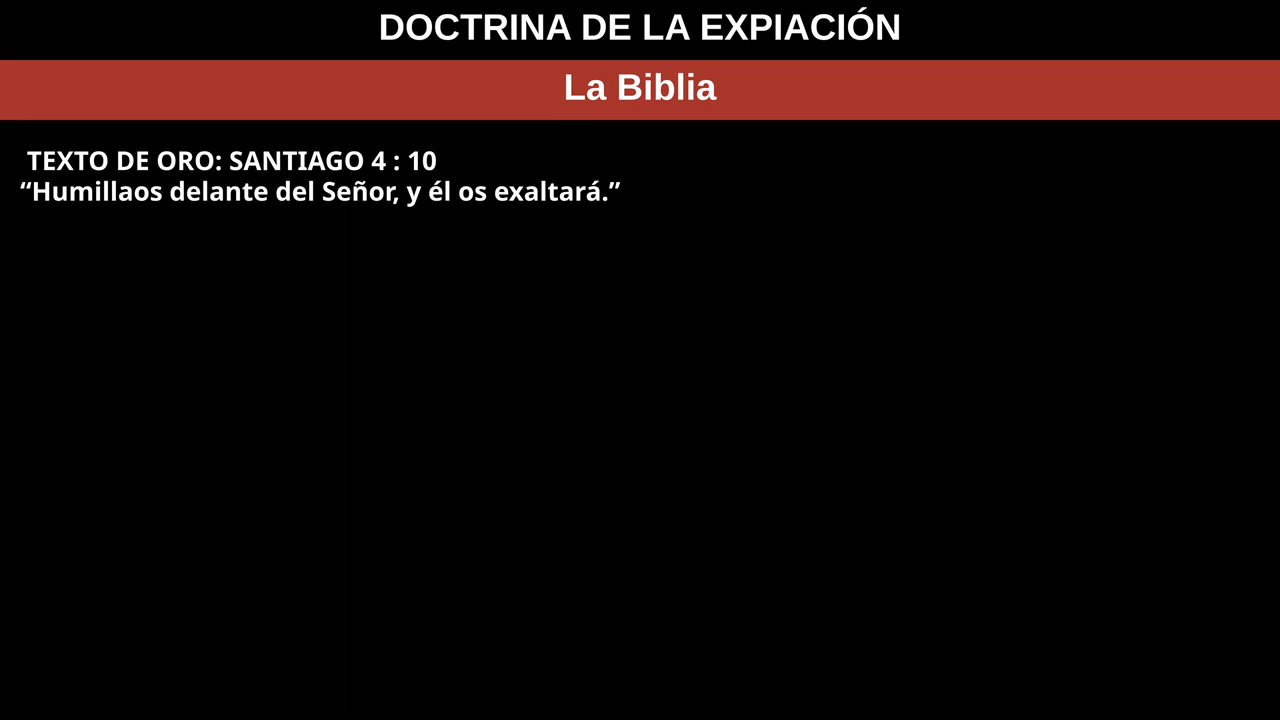 DOCTRINA DE LA EXPIACIÓN
La Biblia
TEXTO DE ORO: SANTIAGO 4 : 10
“Humillaos delante del Señor, y él os exaltará.”